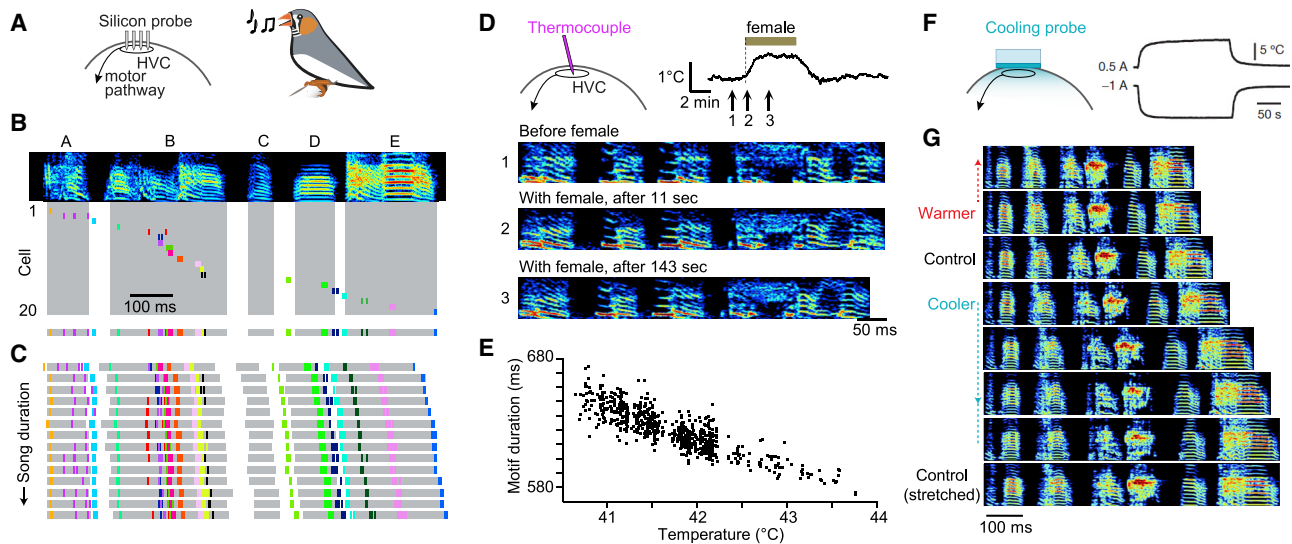 A
Silicon probe
HVC
motor
pathway
B
A B C D E
1
Cell
20
100 ms
C
Song duration
D
Thermocouple
HVC
female
1°C
2 min
1 2 3
Before female
1
With female, after 11 sec
2
With female, after 143 sec
3
50 ms
E
680
Motif duration (ms)
580
41 42 43 44
Temperature (°C)
F
Cooling probe
5 ºC
0.5 A
–1 A
50 s
G
Warmer
Control
Cooler
Control
(stretched)
100 ms